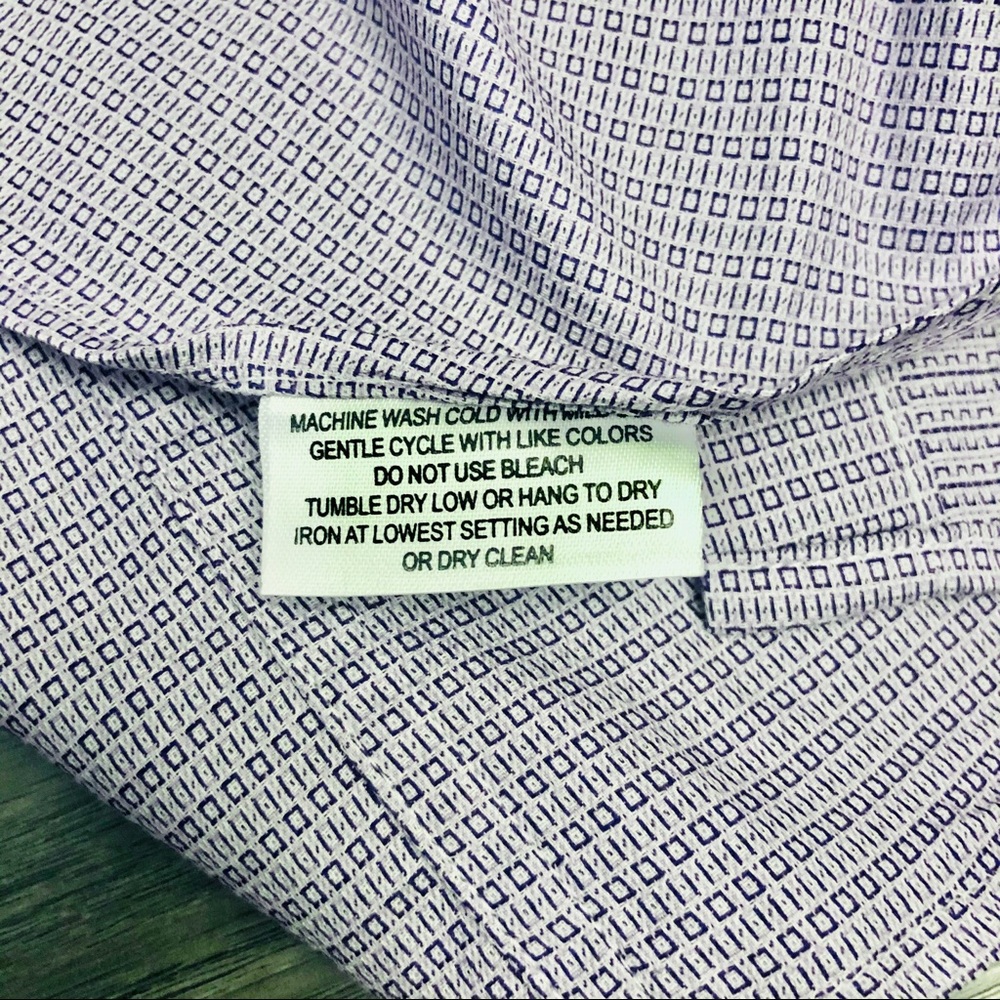 MACHINE WASH COLD WITH
GENTLE CYCLE WITH LIKE COLORS
DO NOT USE BLEACH
TUMBLE DRY LOW OR HANG TO DRY
IRON AT LOWEST SETTING AS NEEDED
OR DRY CLEAN